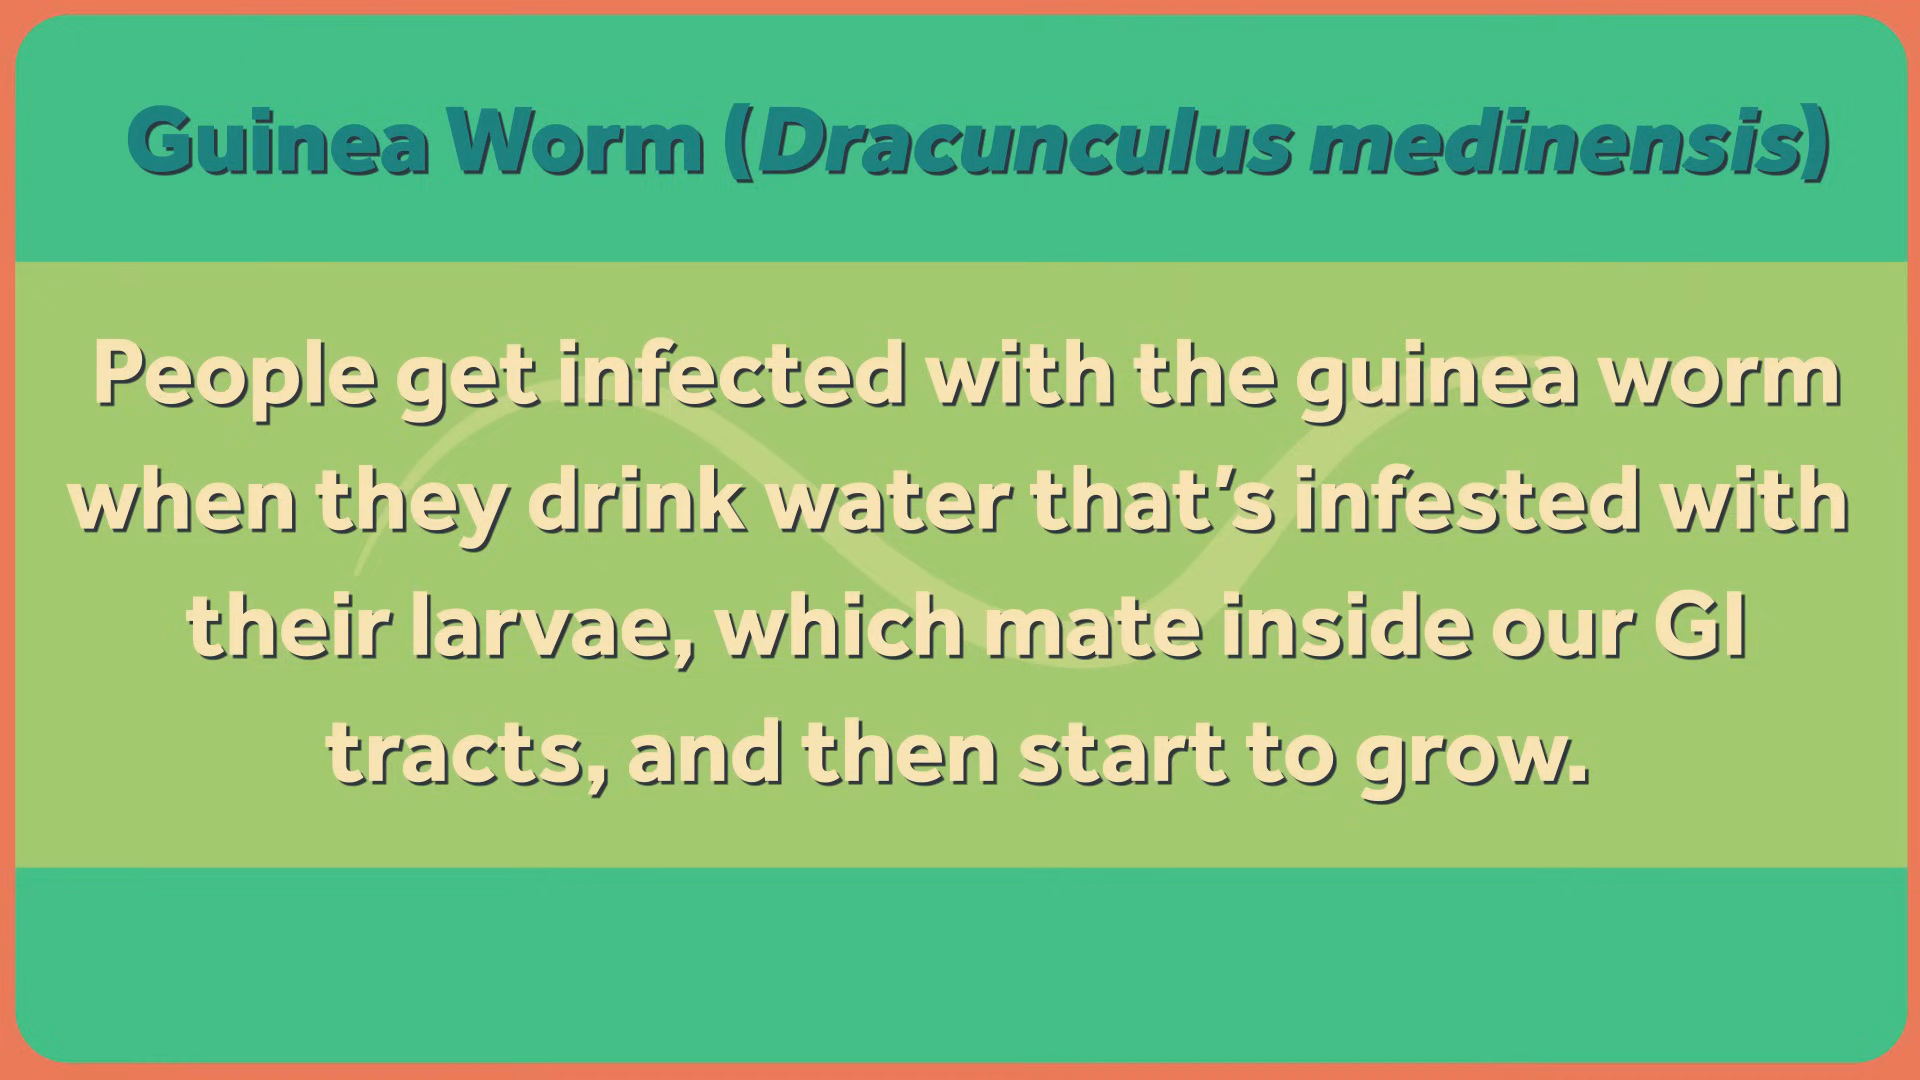 Guinea Worm (Dracunculus medinensis)
People get infected with the guinea worm
when they drink water that's infested with
their larvae, which mate inside our GI
tracts, and then start to grow.